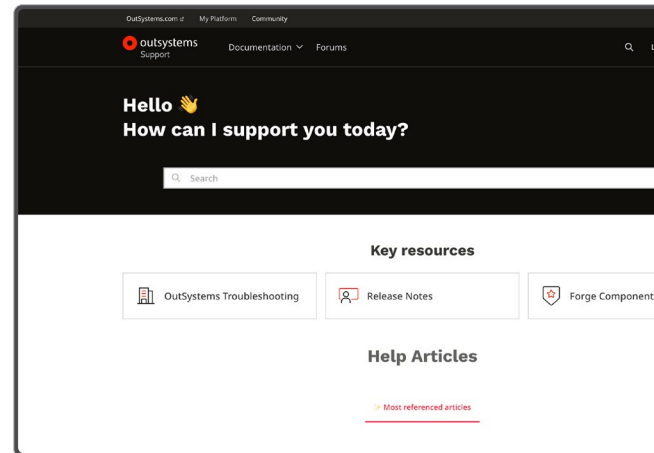 OutSystems.com
My Platform
Community
outsystems
Support
Documentation
Forums
Hello 👋
How can I support you today?
Search
Key resources
OutSystems Troubleshooting
Release Notes
Forge Component
Help Articles
✨ Most referenced articles